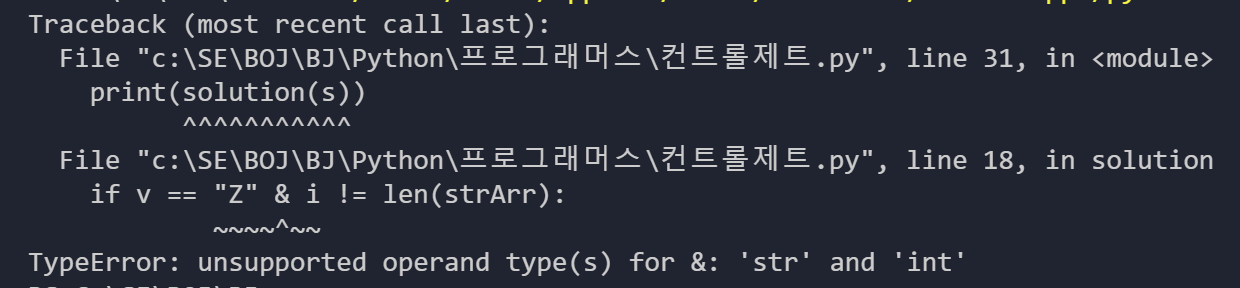 Traceback (most recent call last):
  File "c:\SE\BOJ\BJ\Python\프로그래머스\컨트롤제트.py", line 31, in <module>
    print(solution(s))
          ^^^^^^^^^^^
  File "c:\SE\BOJ\BJ\Python\프로그래머스\컨트롤제트.py", line 18, in solution
    if v == "Z" & i != len(strArr):
            ~~~~^~~
TypeError: unsupported operand type(s) for &: 'str' and 'int'